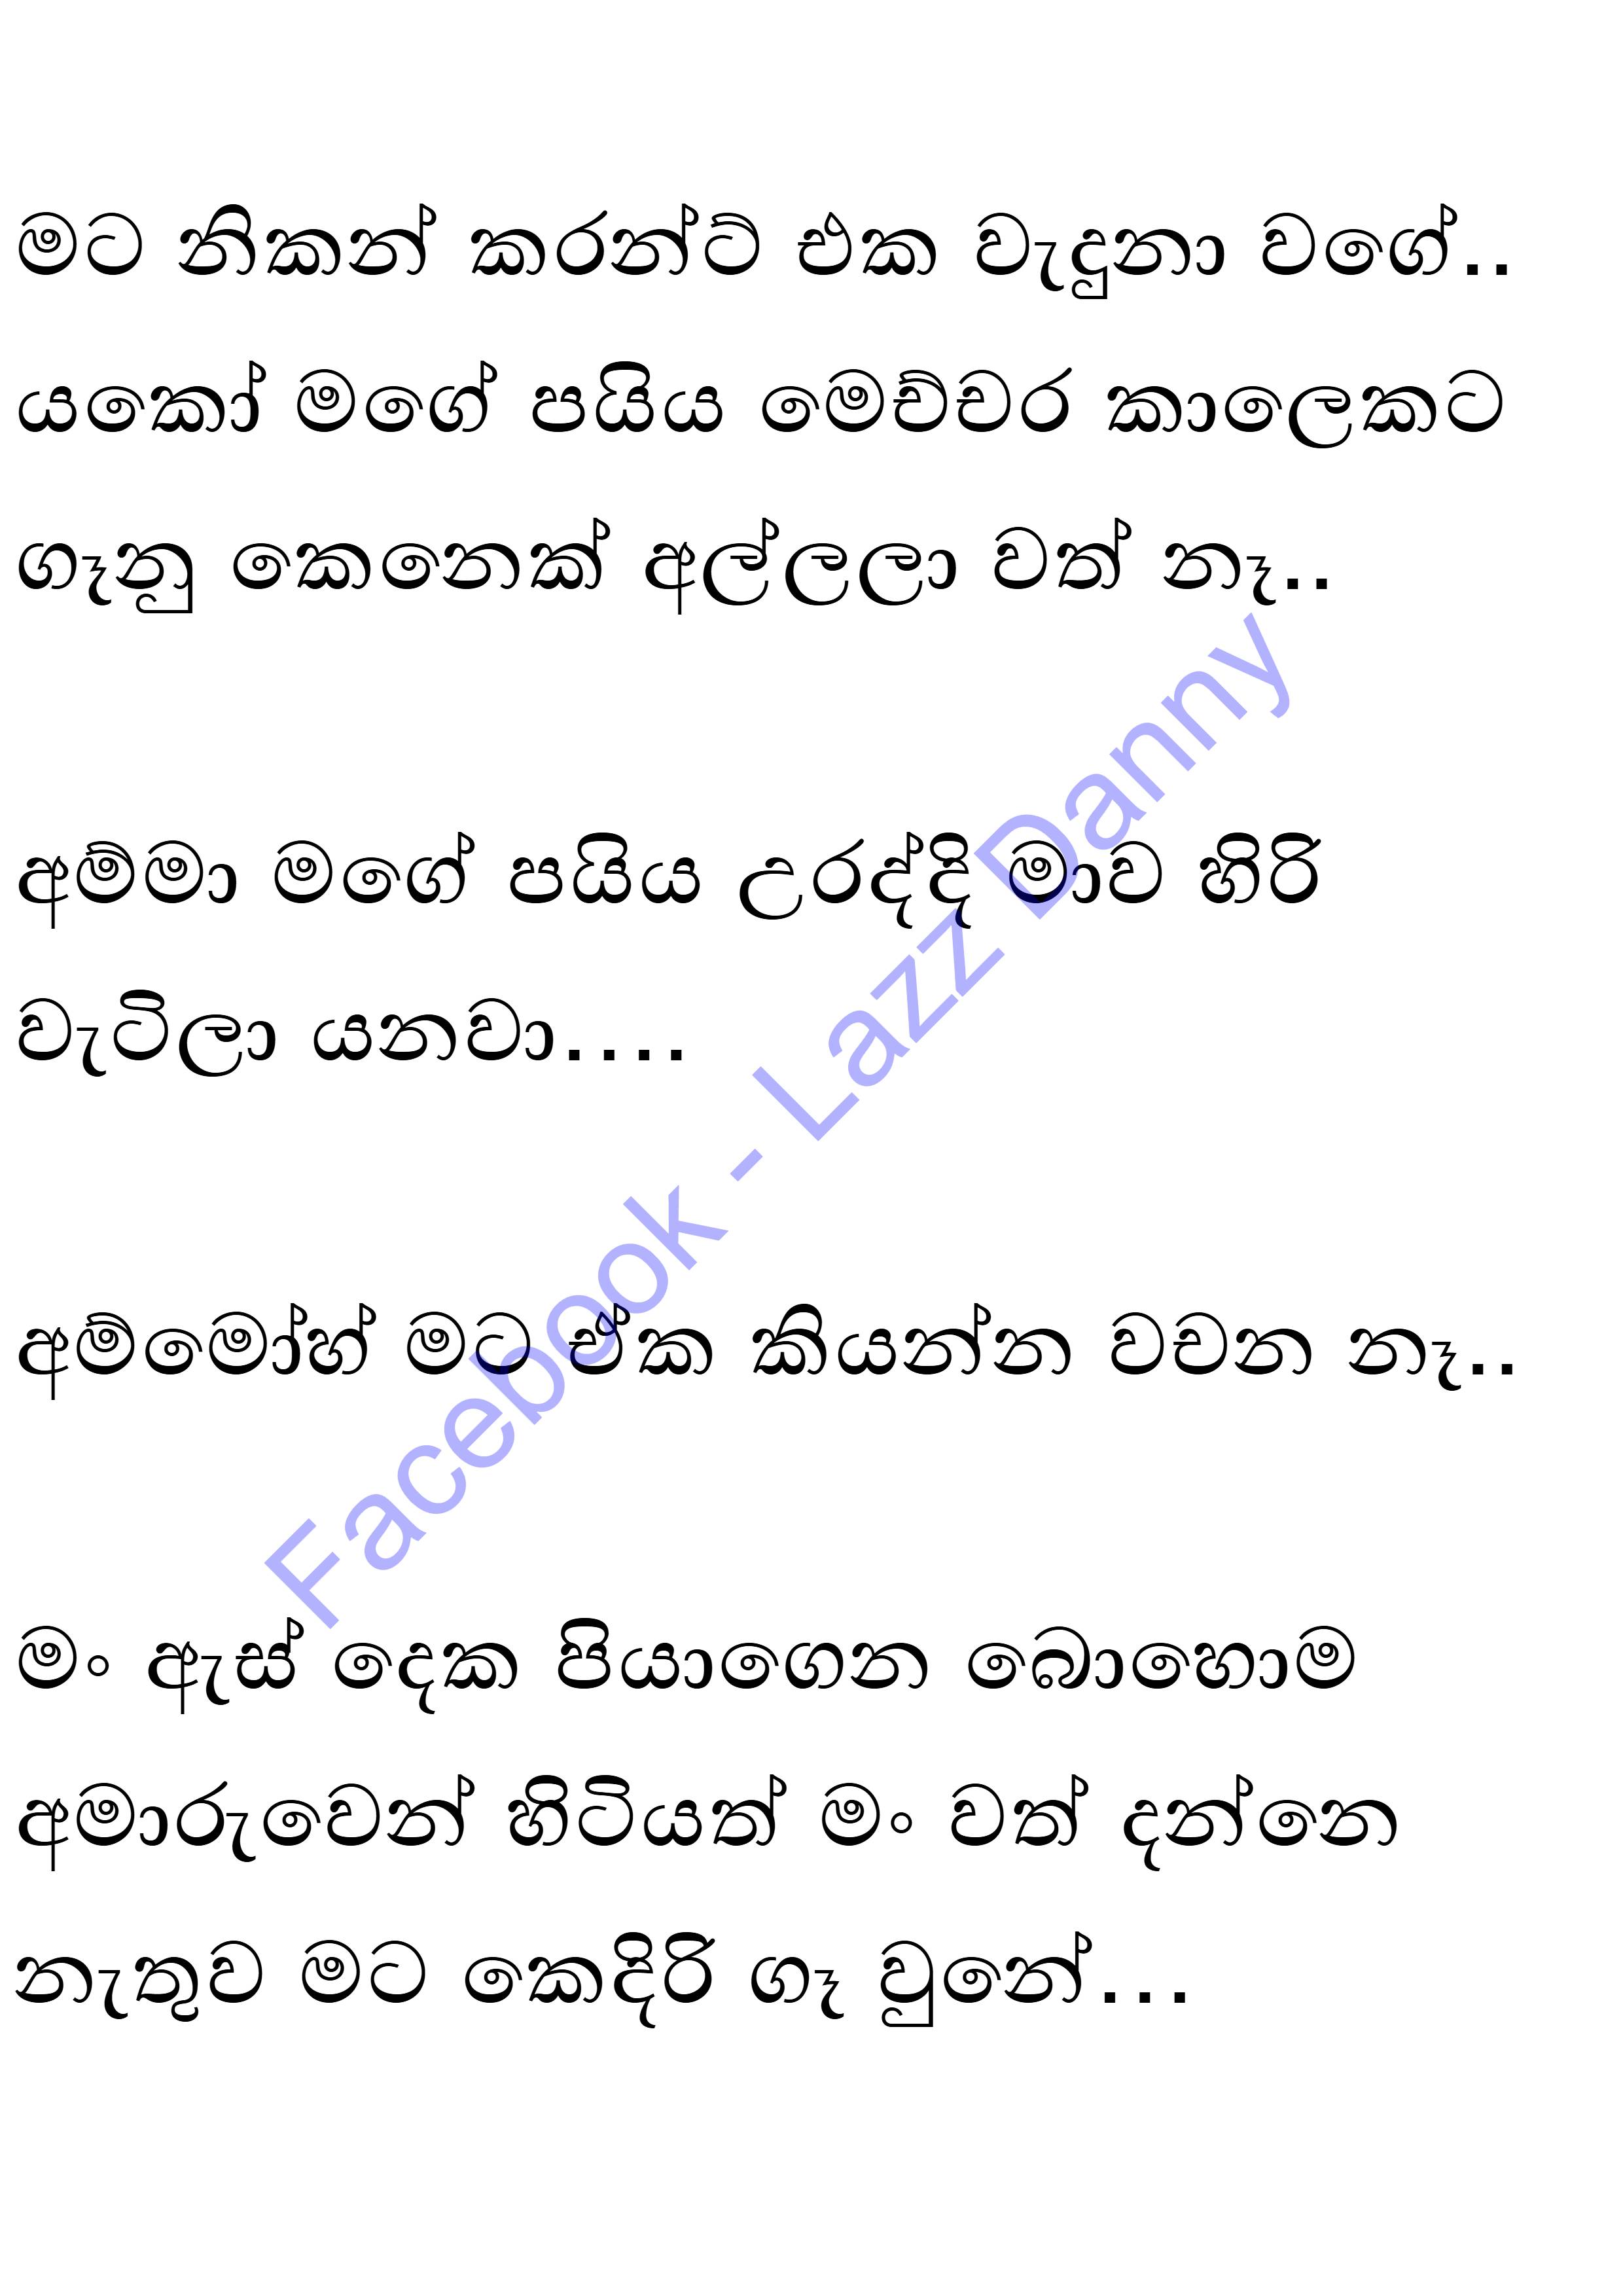 මට නිකන් කරන්ට් එක වැදුනා වගේ..
යකෝ මගේ පයිය මෙච්චර කාලෙකට
ගෑනු කෙනෙක් අල්ලලා වත් නෑ..
අම්මා මගේ පයිය උරද්දි මාව හිරි
වැටිලා යනවා....
අම්මෝහ් මට ඒක කියන්න වචන නෑ..
මං ඇස් දෙක පියාගෙන බොහොම
අමාරුවෙන් හිටියත් මං වත් දන්නෙ
නැතුව මට කෙදිරි ගෑ වුනේ...
Facebook - Lazz Danny